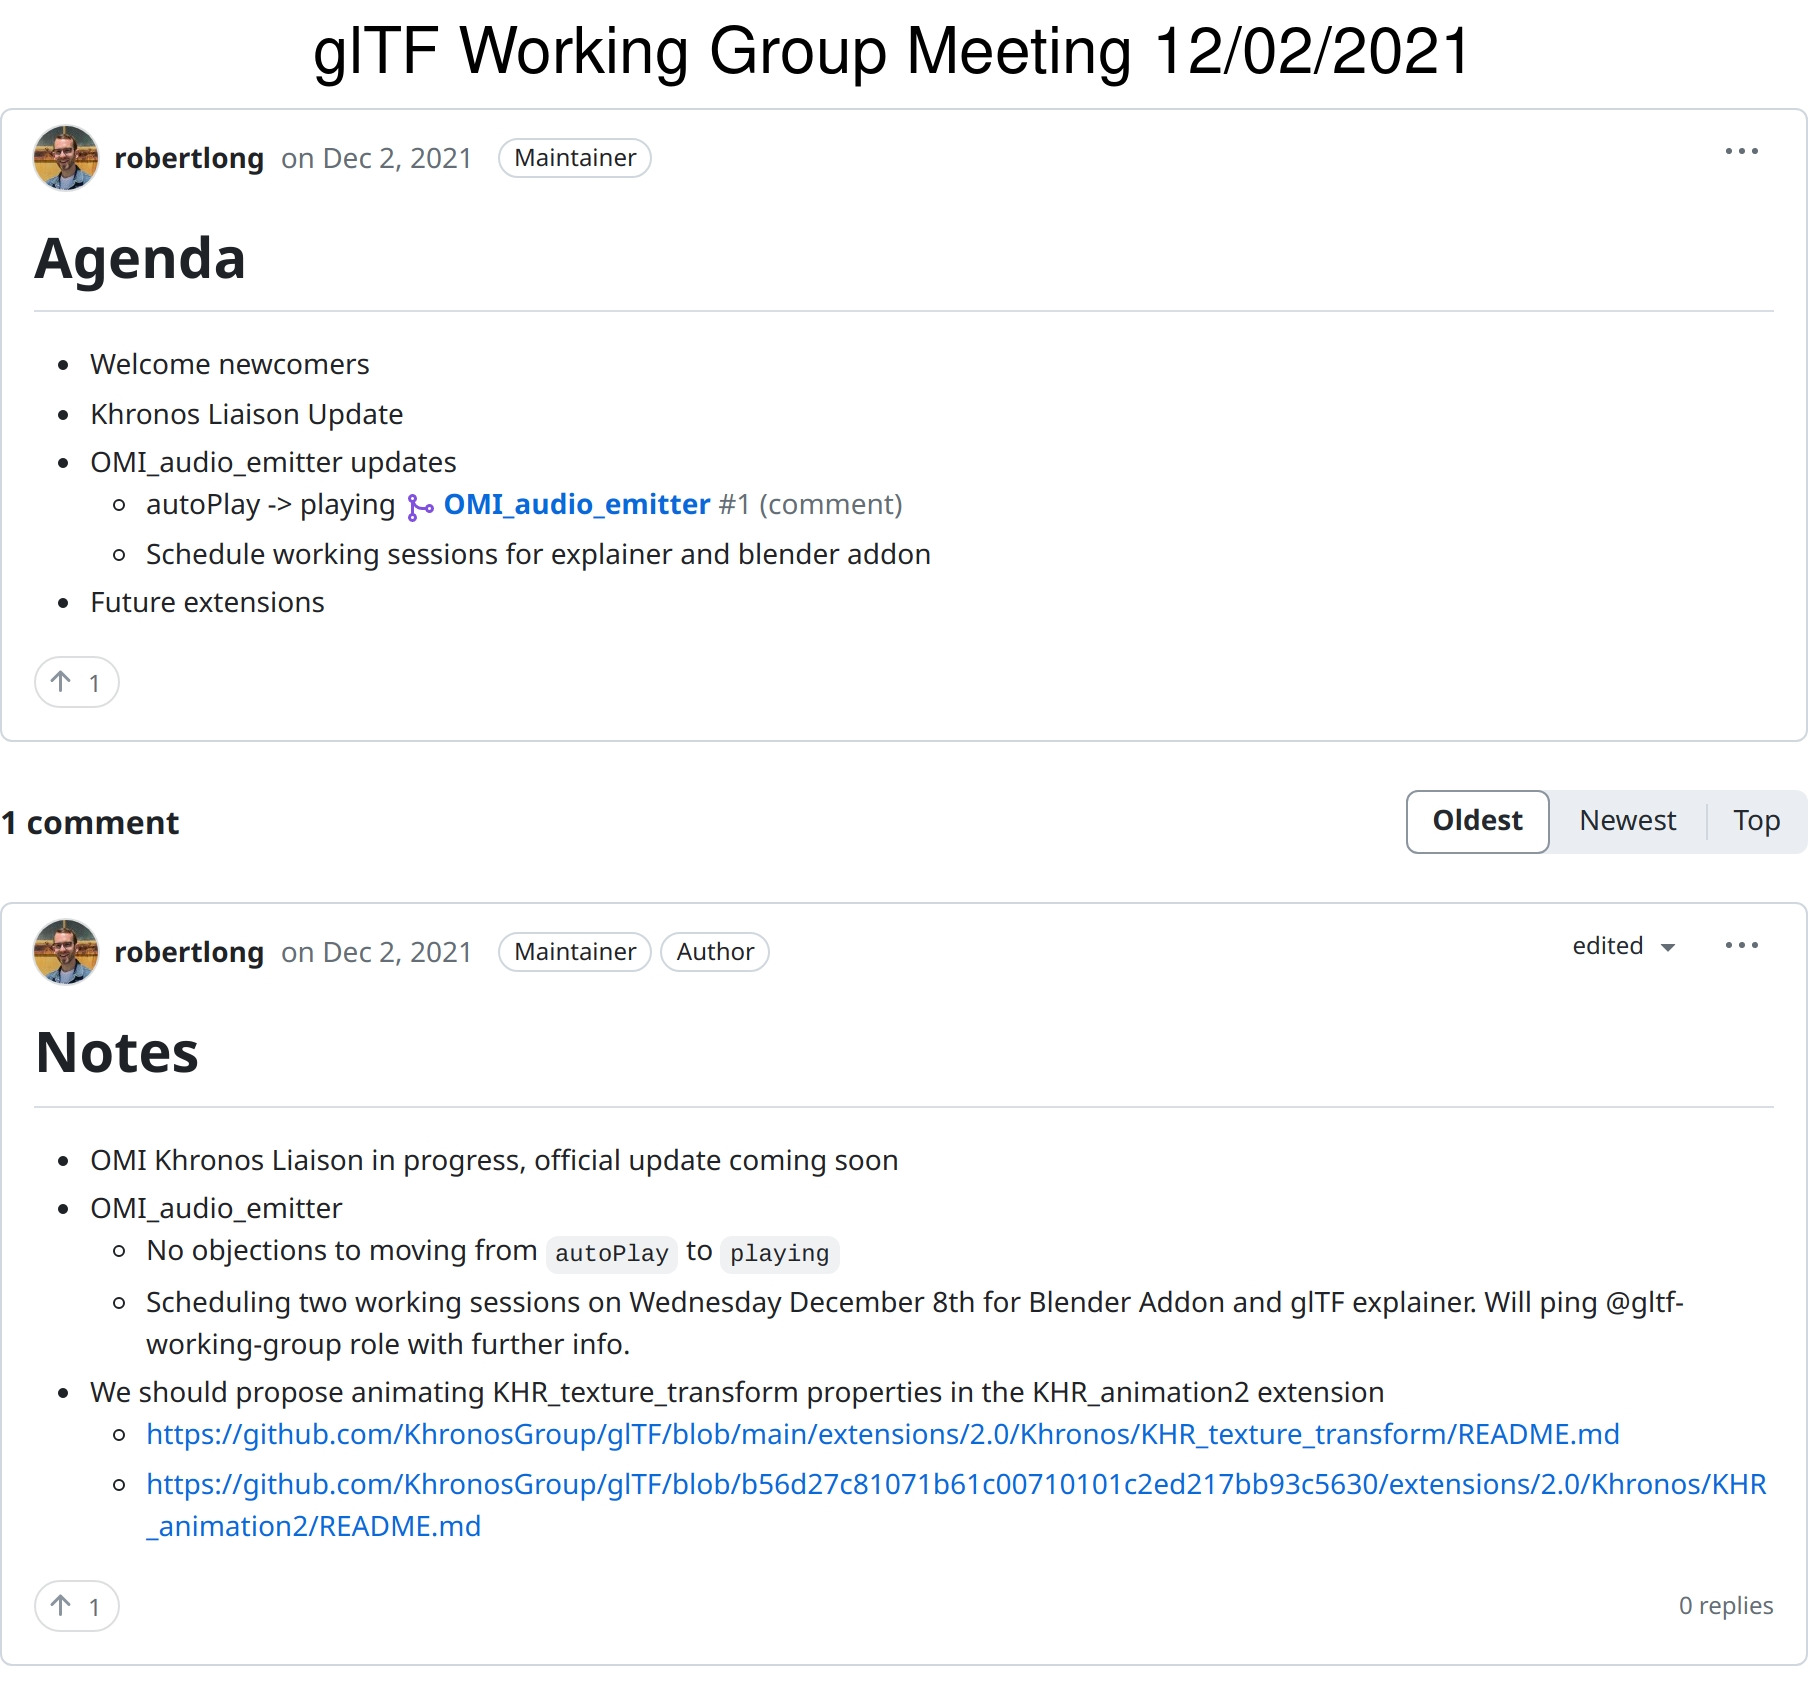 glTF Working Group Meeting 12/02/2021
robertlong on Dec 2, 2021 Maintainer
Agenda
Welcome newcomers
Khronos Liaison Update
OMI_audio_emitter updates
autoPlay -> playing OMI_audio_emitter #1 (comment)
Schedule working sessions for explainer and blender addon
Future extensions
1
1 comment
Oldest Newest Top
robertlong on Dec 2, 2021 Maintainer Author edited
Notes
OMI Khronos Liaison in progress, official update coming soon
OMI_audio_emitter
No objections to moving from autoPlay to playing
Scheduling two working sessions on Wednesday December 8th for Blender Addon and glTF explainer. Will ping @gltf-
working-group role with further info.
We should propose animating KHR_texture_transform properties in the KHR_animation2 extension
https://github.com/KhronosGroup/glTF/blob/main/extensions/2.0/Khronos/KHR_texture_transform/README.md
https://github.com/KhronosGroup/glTF/blob/b56d27c81071b61c00710101c2ed217bb93c5630/extensions/2.0/Khronos/KHR
_animation2/README.md
1
0 replies